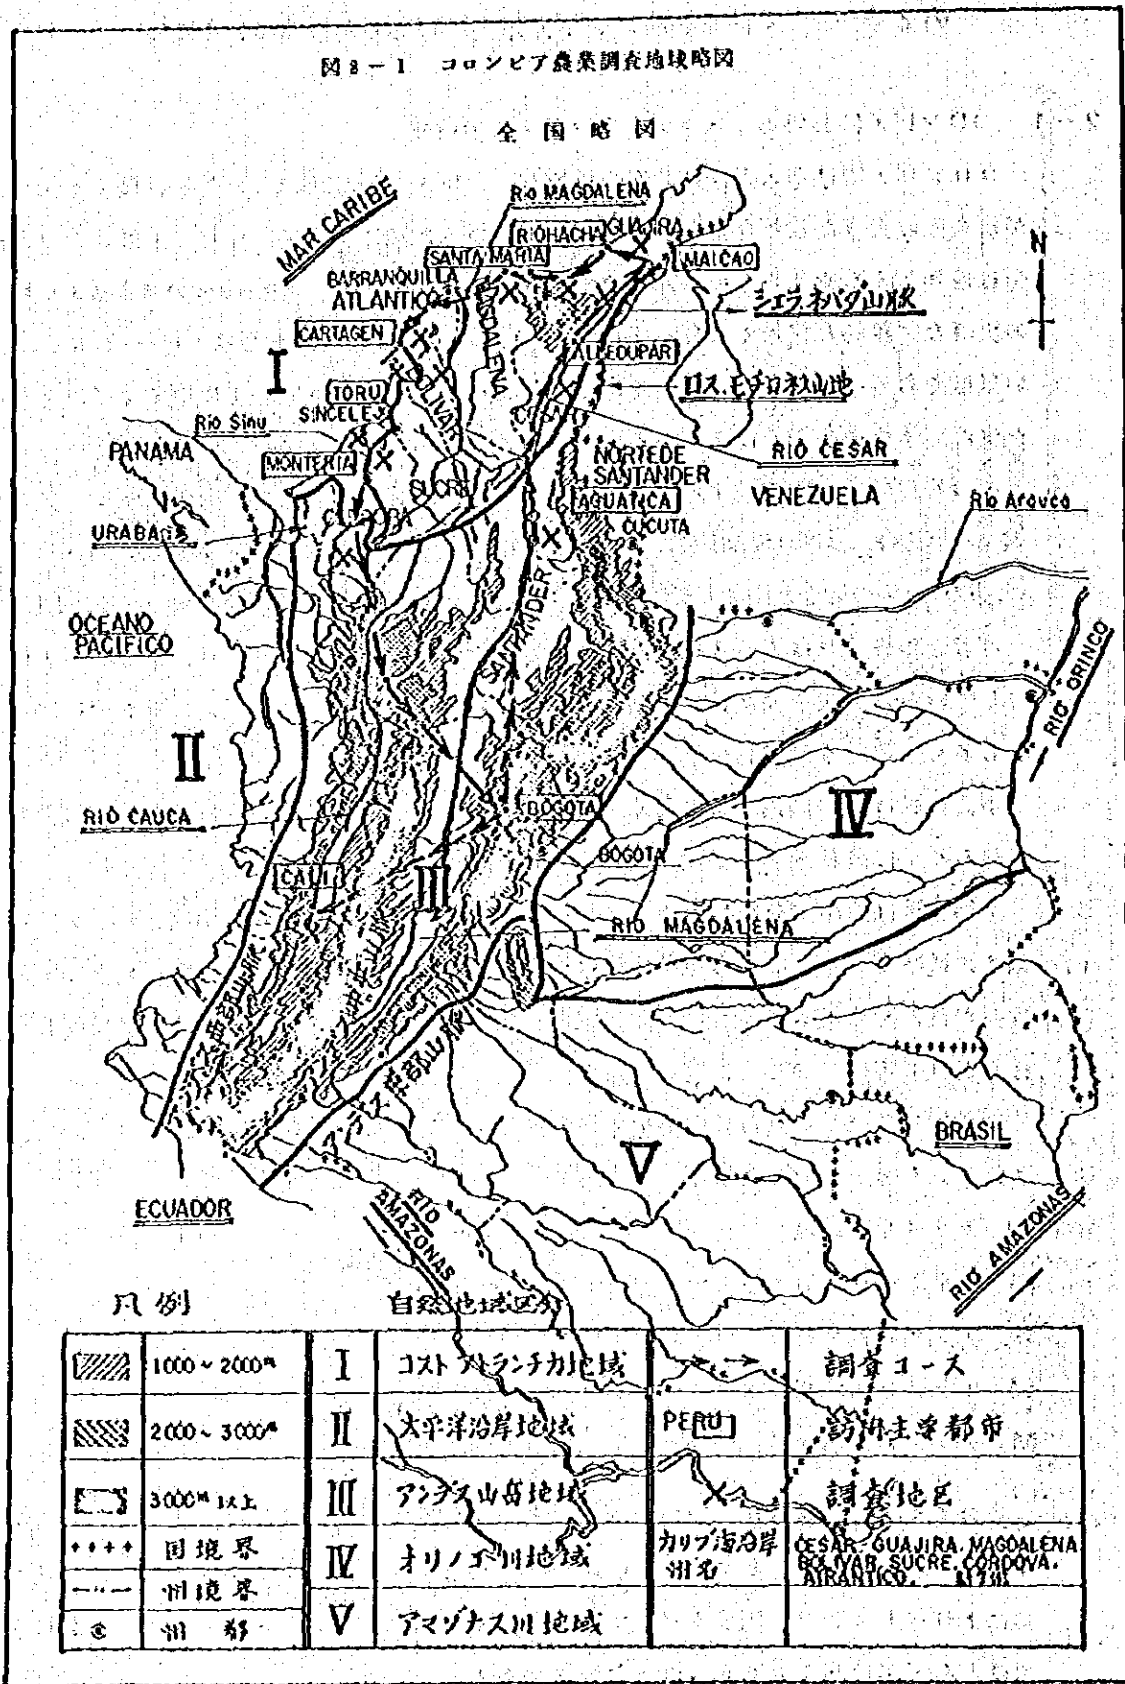 図2-1 コロンビア農業調査地域略図
全国略図
MAR CARIBE
Rio MAGDALENA
RIOHACHA
GUAJIRA
SANTA MARIA
MAICAO
N
BARRANQUILLA
ATLANTICO
MAGDALENA
シエラ.ネバダ山脈
CARTAGEN
I
ALLEDUPAR
BOLIVAR
ロス.モチロネス山地
TORU
SINCELEJ
Rio Sinu
PANAMA
MONTERIA
SUCRE
RIO CESAR
NORTEDE
SANTANDER
VENEZUELA
AGUATICA
CUCUTA
Rio Arauca
URABA
OCEANO
PACIFICO
SANTANDER
RIO ORINCO
II
RIO CAUCA
BOGOTA
IV
BOGOTA
CALI
III
RIO MAGDALENA
BRASIL
V
ECUADOR
RIO
AMAZONAS
RIO AMAZONAS
凡例
自然地域区分
1000~2000m
I
コストアトランチカ地域
調査コース
2000~3000m
II
太平洋沿岸地域
PERU
訪問主要都市
3000m以上
III
アンデス山岳地域
調査地区
国境界
IV
オリノコ川地域
カリブ海沿岸
州名
CESAR. GUAJIRA. MAGDALENA
BOLIVAR. SUCRE. CORDOVA.
ATRANTICO.
州境界
州都
V
アマゾナス川地域